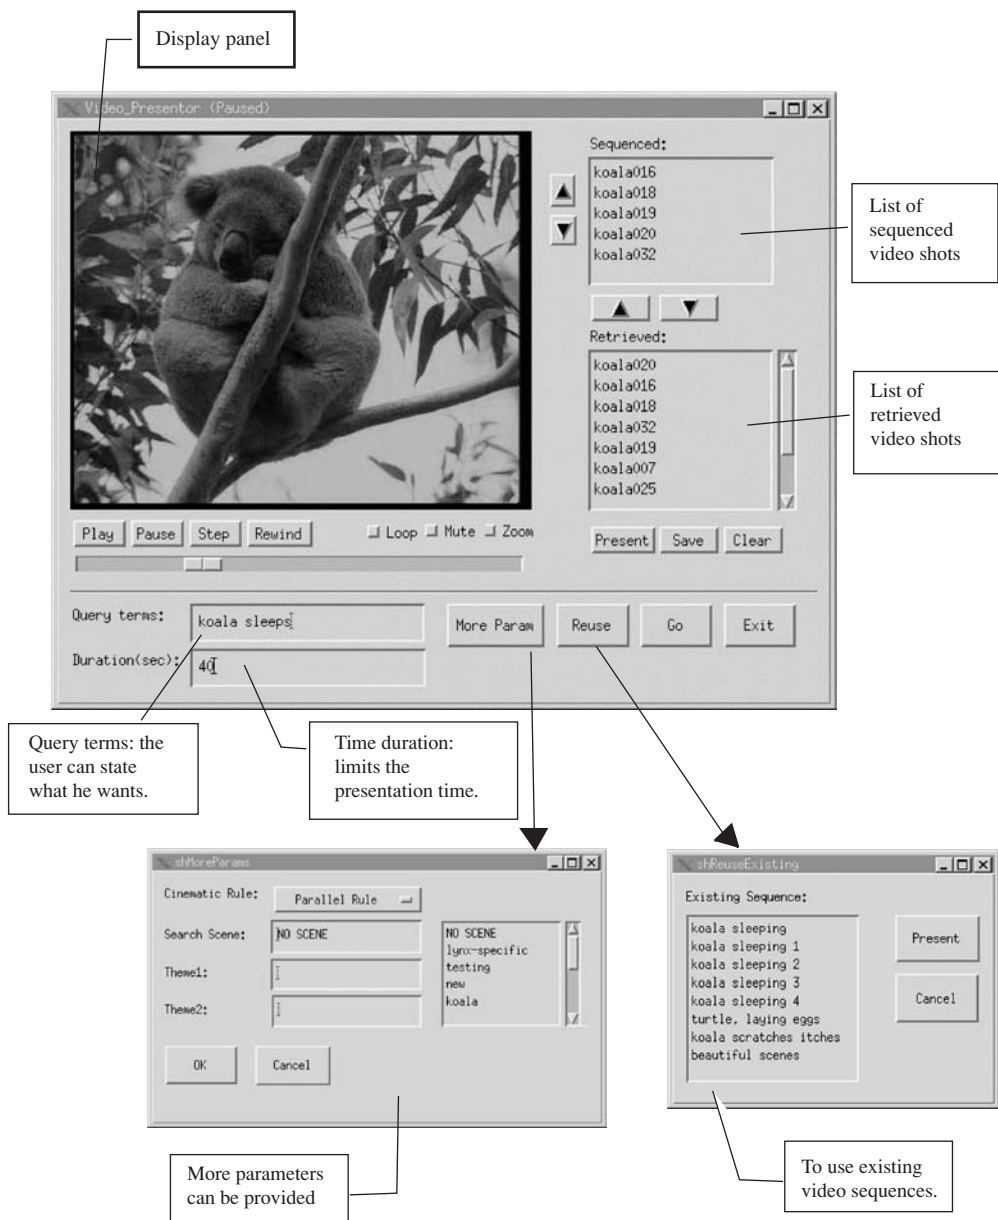 Display panel
Video_Presentor (Paused)
Sequenced:
koala016
koala018
koala019
koala020
koala032
List of
sequenced
video shots
Retrieved:
koala020
koala016
koala018
koala032
koala019
koala007
koala025
List of
retrieved
video shots
Play Pause Step Rewind Loop Mute Zoom
Present Save Clear
Query terms: koala sleeps
More Param Reuse Go Exit
Duration(sec): 40
Query terms: the
user can state
what he wants.
Time duration:
limits the
presentation time.
shMoreParams
Cinematic Rule: Parallel Rule
Search Scene: NO SCENE
Theme1:
Theme2:
NO SCENE
lynx-specific
testing
new
koala
OK Cancel
shReuseExisting
Existing Sequence:
koala sleeping
koala sleeping 1
koala sleeping 2
koala sleeping 3
koala sleeping 4
turtle, laying eggs
koala scratches itches
beautiful scenes
Present
Cancel
More parameters
can be provided
To use existing
video sequences.